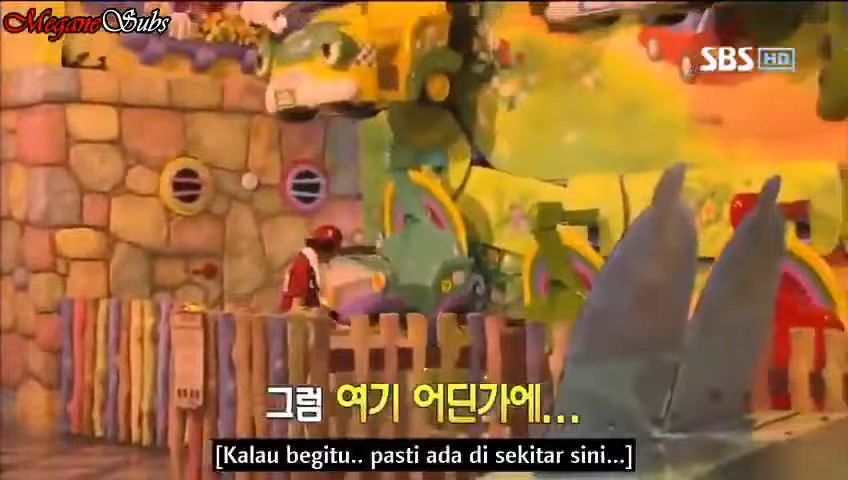 MeganeSubs
SBS HD
그럼 여기 어딘가에...
[Kalau begitu.. pasti ada di sekitar sini...]